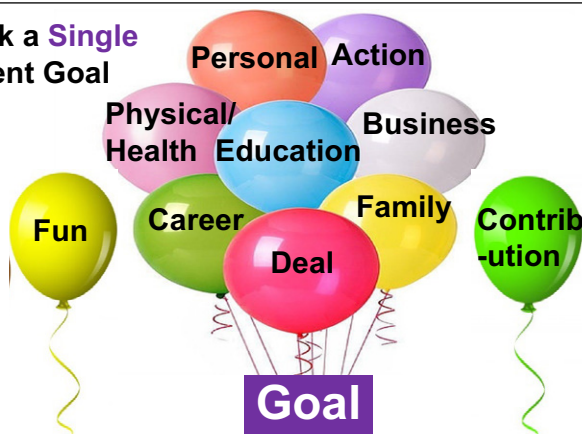 k a Single
ent Goal
Personal
Action
Physical/
Health
Business
Education
Fun
Career
Family
Contrib
-ution
Deal
Goal